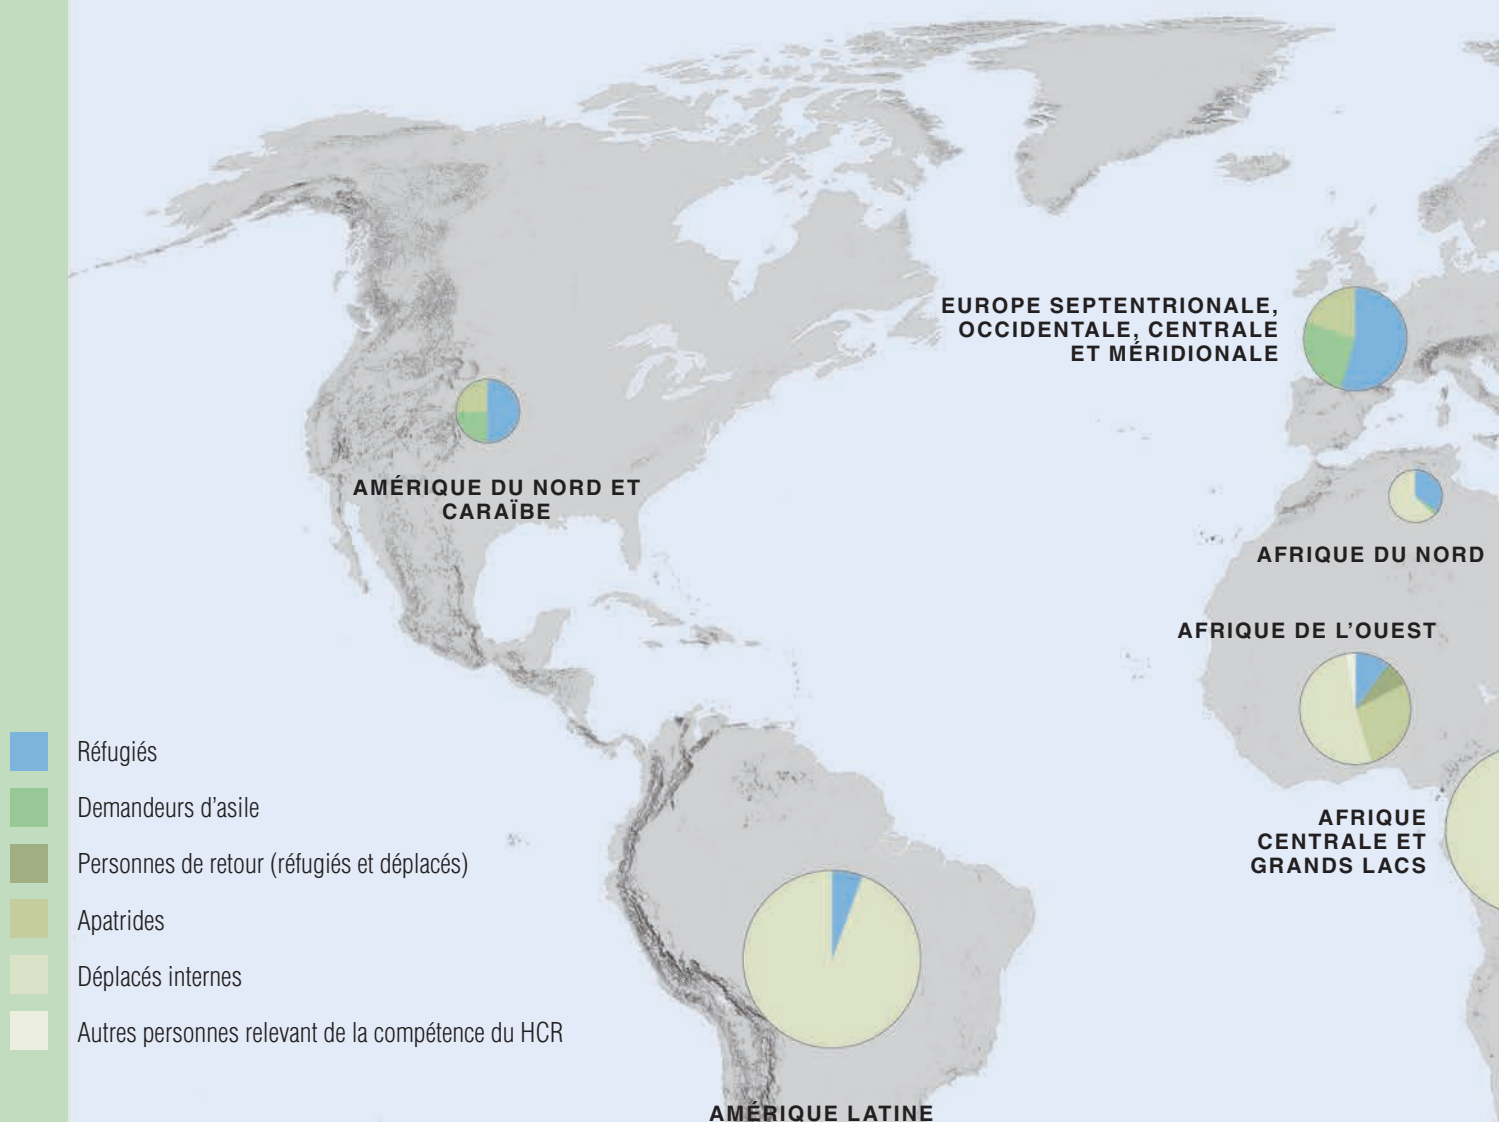 EUROPE SEPTENTRIONALE,
OCCIDENTALE, CENTRALE
ET MÉRIDIONALE
AMÉRIQUE DU NORD ET
CARAÏBE
AFRIQUE DU NORD
AFRIQUE DE L’OUEST
AFRIQUE
CENTRALE ET
GRANDS LACS
AMÉRIQUE LATINE
Réfugiés
Demandeurs d’asile
Personnes de retour (réfugiés et déplacés)
Apatrides
Déplacés internes
Autres personnes relevant de la compétence du HCR